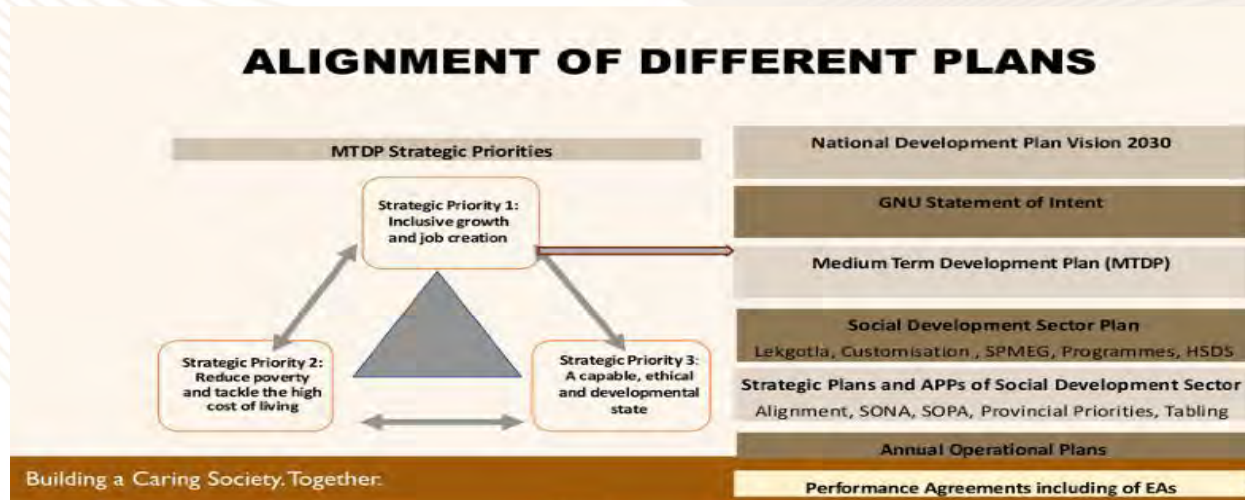 ALIGNMENT OF DIFFERENT PLANS
MTDP Strategic Priorities
Strategic Priority 1:
Inclusive growth
and job creation
Strategic Priority 2:
Reduce poverty
and tackle the high
cost of living
Strategic Priority 3:
A capable, ethical
and developmental
state
National Development Plan Vision 2030
GNU Statement of Intent
Medium Term Development Plan (MTDP)
Social Development Sector Plan
Lekgotla, Customisation , SPMEG, Programmes, HSDS
Strategic Plans and APPs of Social Development Sector
Alignment, SONA, SOPA, Provincial Priorities, Tabling
Annual Operational Plans
Performance Agreements including of EAs
Building a Caring Society. Together.